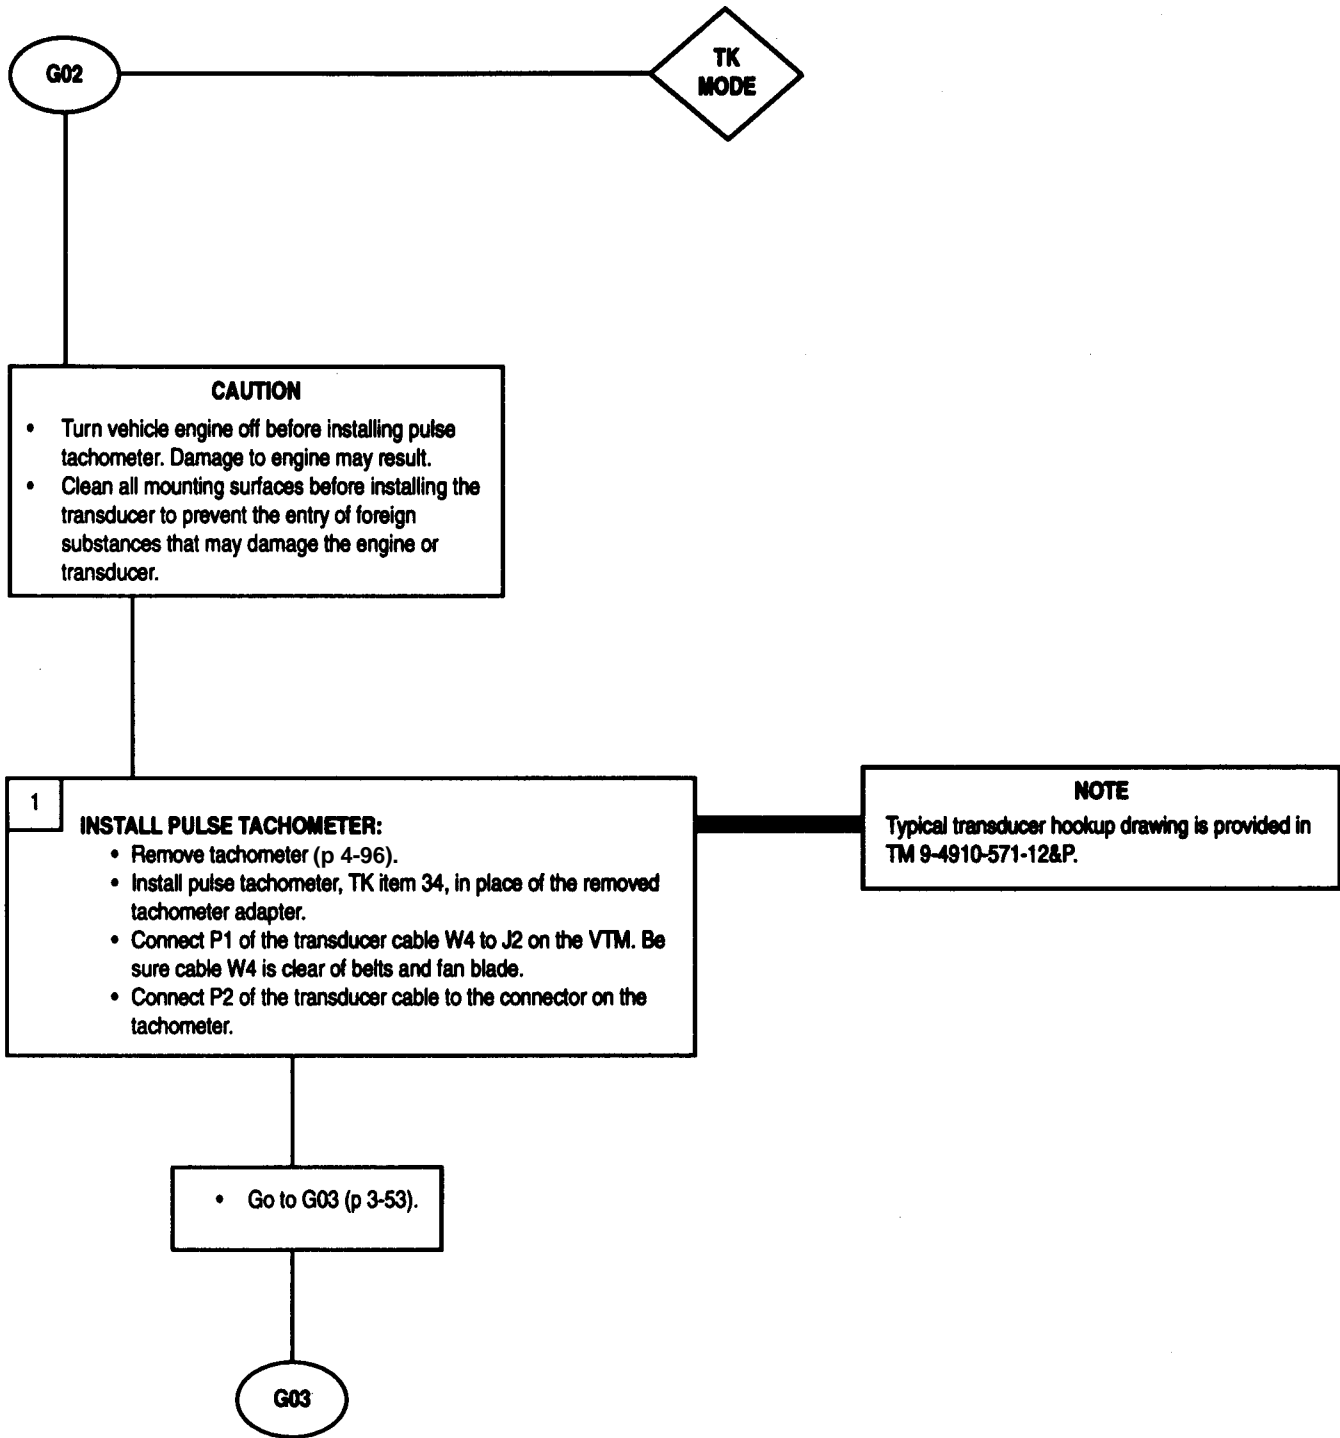 G02
TK
MODE
CAUTION
• Turn vehicle engine off before installing pulse
tachometer. Damage to engine may result.
• Clean all mounting surfaces before installing the
transducer to prevent the entry of foreign
substances that may damage the engine or
transducer.
1
INSTALL PULSE TACHOMETER:
• Remove tachometer (p 4-96).
• Install pulse tachometer, TK item 34, in place of the removed
tachometer adapter.
• Connect P1 of the transducer cable W4 to J2 on the VTM. Be
sure cable W4 is clear of belts and fan blade.
• Connect P2 of the transducer cable to the connector on the
tachometer.
NOTE
Typical transducer hookup drawing is provided in
TM 9-4910-571-12&P.
• Go to G03 (p 3-53).
G03